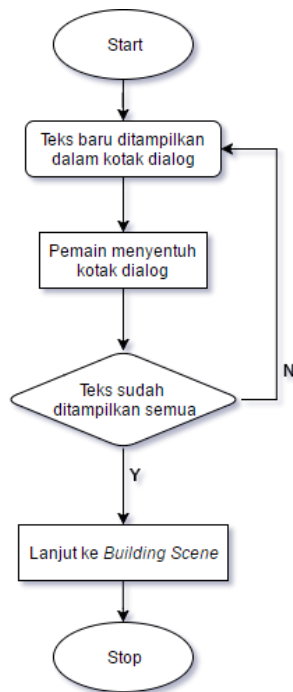 Start
Teks baru ditampilkan
dalam kotak dialog
Pemain menyentuh
kotak dialog
Teks sudah
ditampilkan semua
N
Y
Lanjut ke Building Scene
Stop